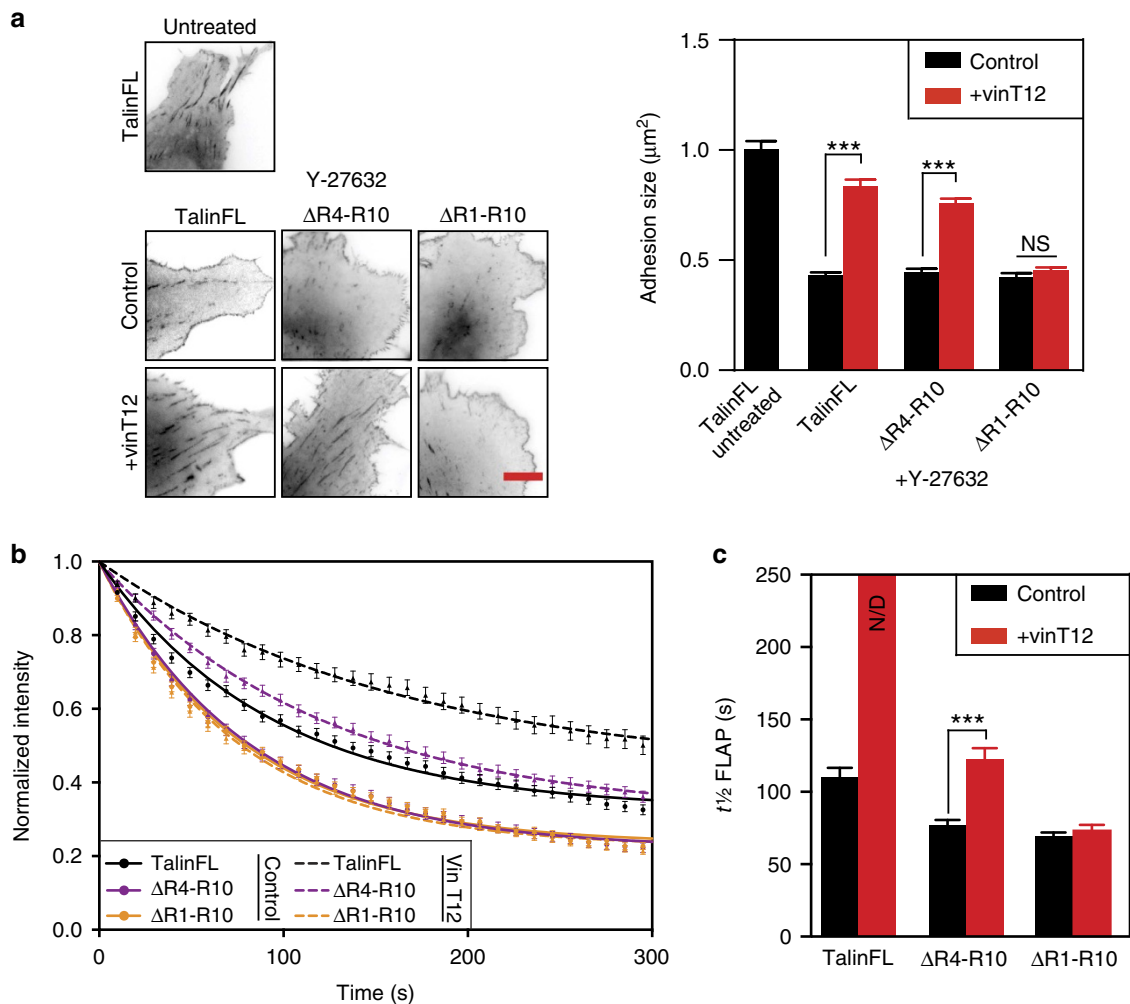 a
Untreated
TalinFL
Y-27632
TalinFL
ΔR4-R10
ΔR1-R10
Control
+vinT12
Adhesion size (μm²)
1.5
1.0
0.5
0.0
Control
+vinT12
***
***
NS
TalinFL untreated
TalinFL
ΔR4-R10
ΔR1-R10
+Y-27632
b
Normalized intensity
1.0
0.8
0.6
0.4
0.2
0.0
TalinFL
ΔR4-R10
ΔR1-R10
Control
TalinFL
ΔR4-R10
ΔR1-R10
Vin T12
0
100
200
300
Time (s)
c
t½ FLAP (s)
250
200
150
100
50
0
N/D
Control
+vinT12
***
TalinFL
ΔR4-R10
ΔR1-R10